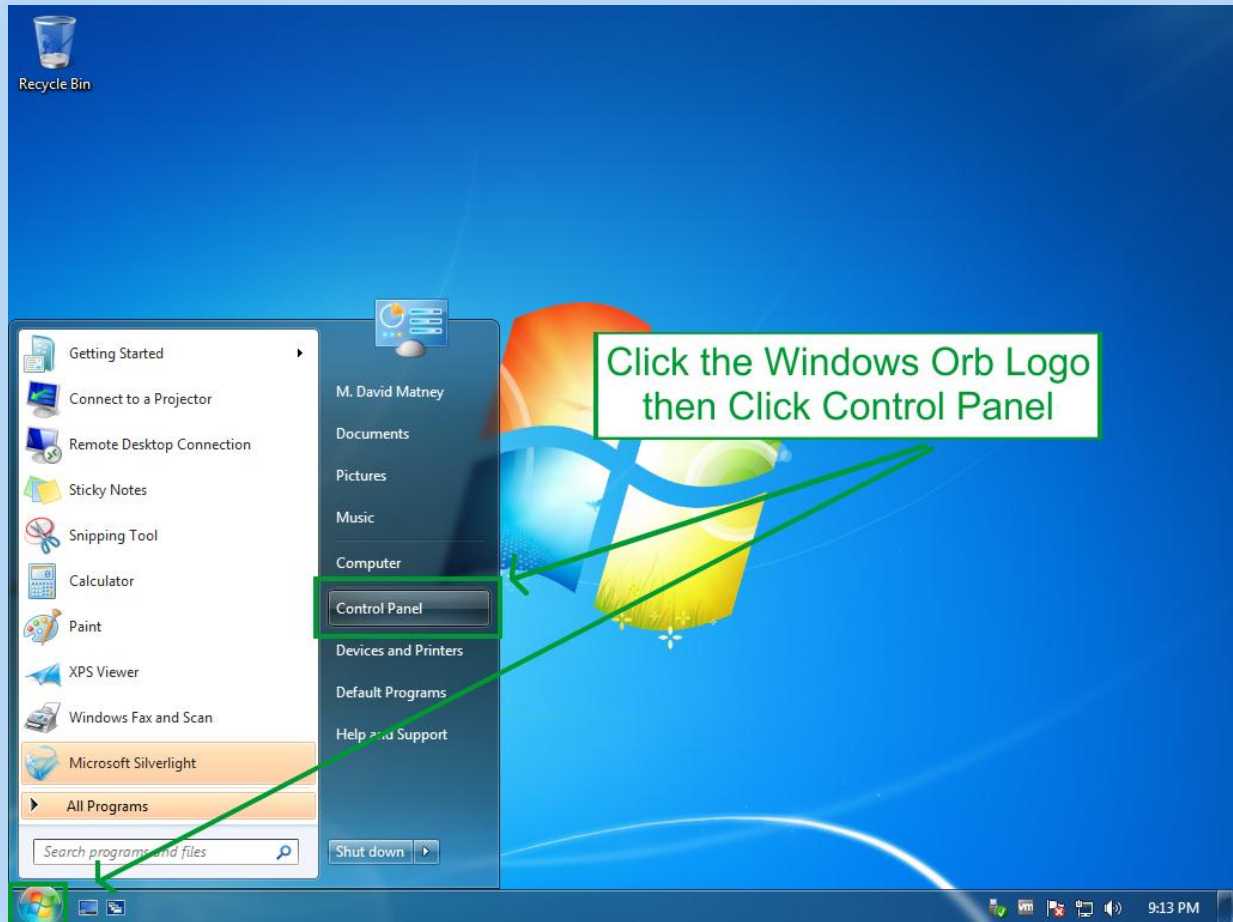 Recycle Bin
Click the Windows Orb Logo
then Click Control Panel
Getting Started
Connect to a Projector
Remote Desktop Connection
Sticky Notes
Snipping Tool
Calculator
Paint
XPS Viewer
Windows Fax and Scan
Microsoft Silverlight
All Programs
Search programs and files
M. David Matney
Documents
Pictures
Music
Computer
Control Panel
Devices and Printers
Default Programs
Help and Support
Shut down
vm
9:13 PM